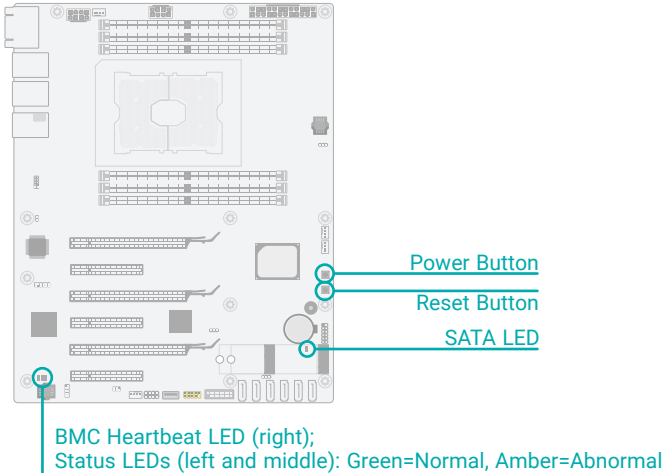 Power Button
Reset Button
SATA LED
BMC Heartbeat LED (right);
Status LEDs (left and middle): Green=Normal, Amber=Abnormal